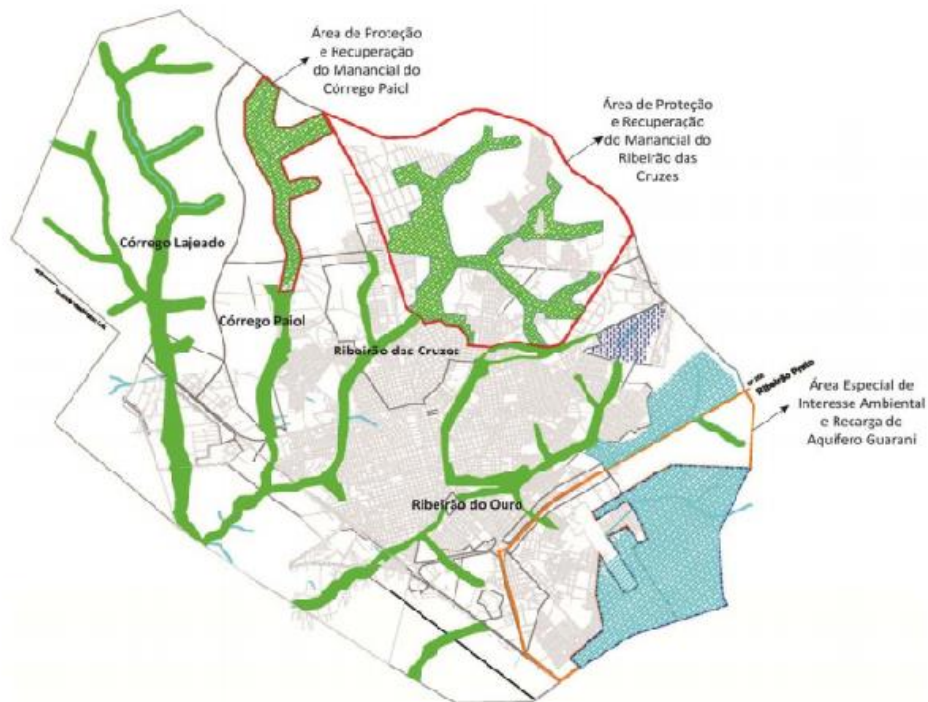 Área de Proteção
e Recuperação
do Manancial do
Córrego Paiol
Área de Proteção
e Recuperação
do Manancial do
Ribeirão das
Cruzes
Córrego Lajeado
Córrego Paiol
Ribeirão das Cruzes
Ribeirão Preto
Área Especial de
Interesse Ambiental
e Recarga do
Aquífero Guarani
Ribeirão do Ouro